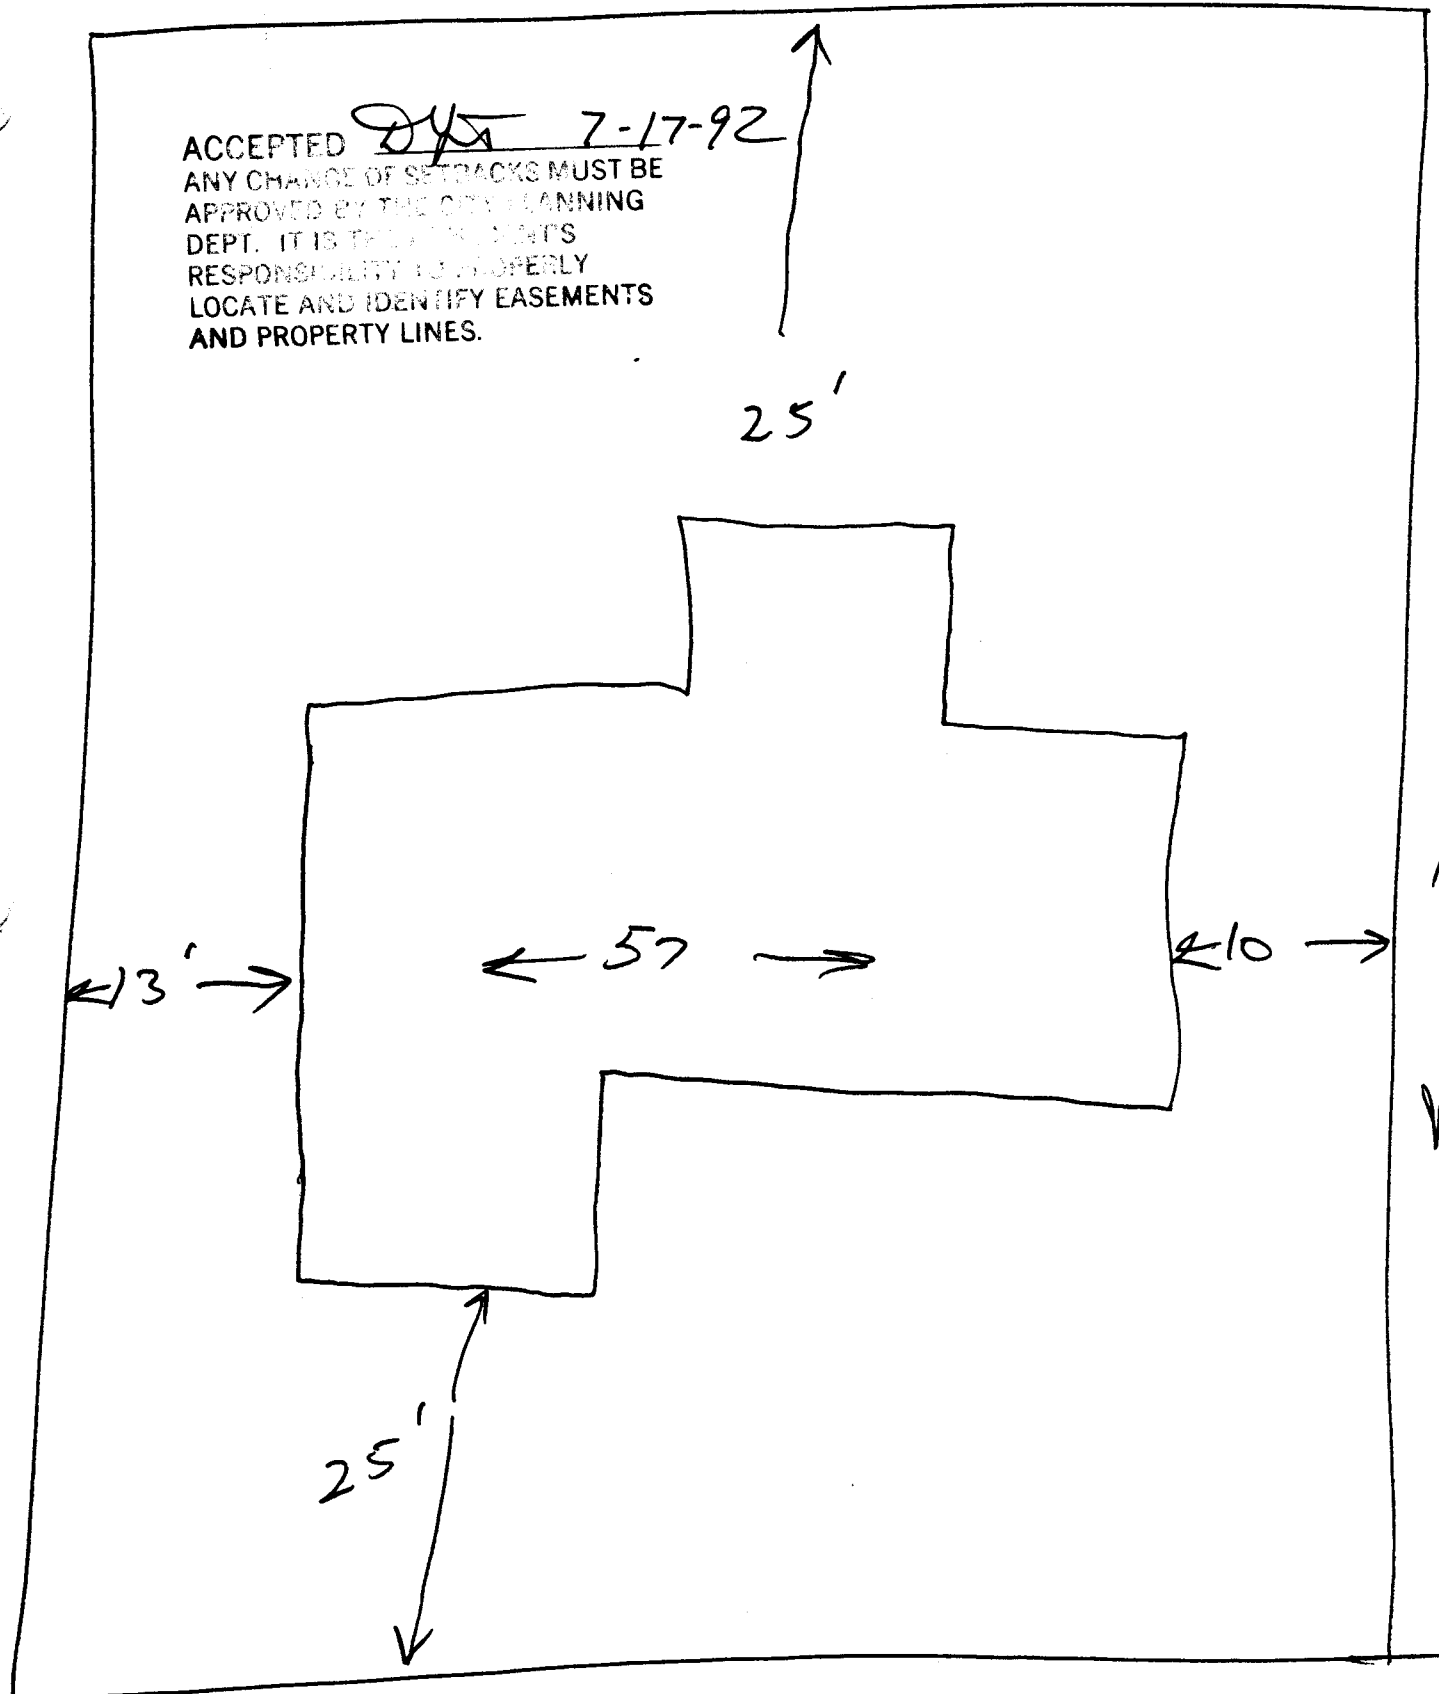 ACCEPTED 7-17-92
ANY CHANGE OF SETBACKS MUST BE
APPROVED BY THE CITY PLANNING
DEPT. IT IS THE
RESPONSIBILITY TO PROPERLY
LOCATE AND IDENTIFY EASEMENTS
AND PROPERTY LINES.
25'
13' 57 10
25'